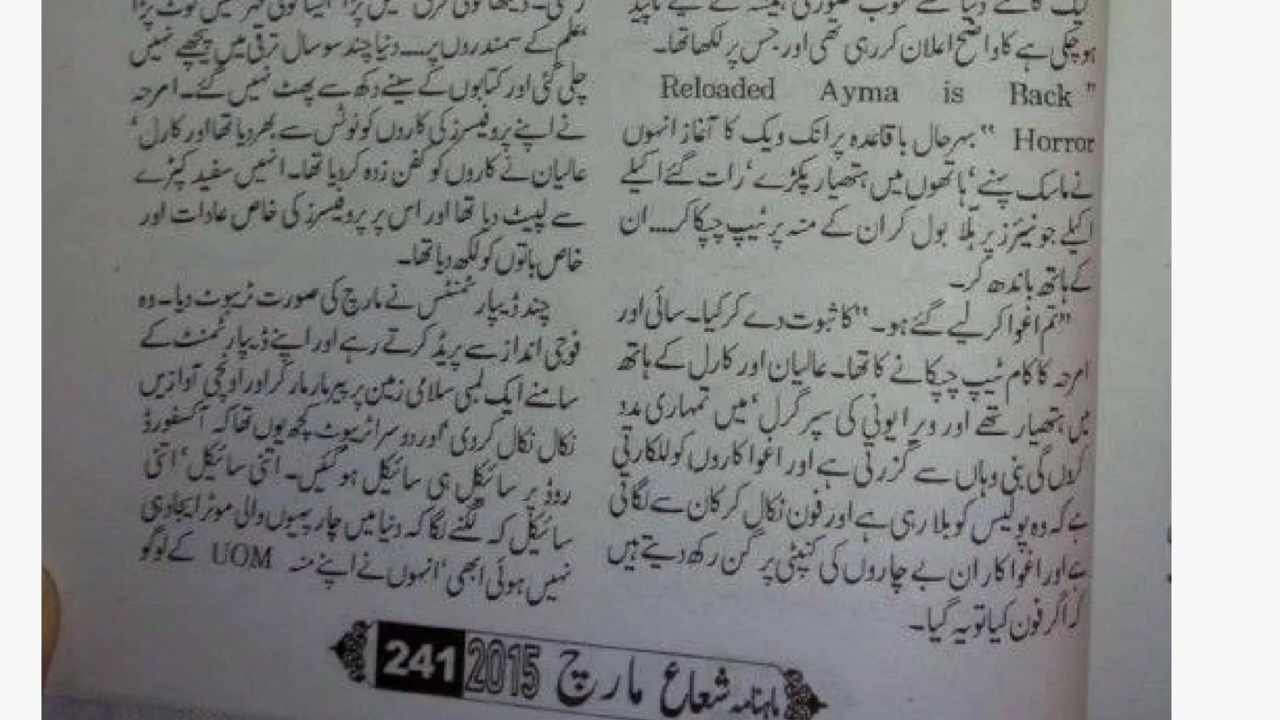 ہوچکی ہے کا واضح اعلان کررہی تھی اور جس پر لکھا تھا۔
Reloaded Ayma is Back "
Horror " بہرحال باقاعدہ پرانک ویک کا آغاز انہوں
نے ماسک پہنے‘ ہاتھوں میں ہتھیار پکڑے‘ رات گئے اکیلے
اکیلے جونیئرز پر ہلا بول کر ان کے منہ پر ٹیپ چپکا کر.... ان
کے ہاتھ باندھ کر۔
”تم اغوا کر لیے گئے ہو۔“ کا ثبوت دے کر کیا۔ سائی اور
امرحہ کا کام ٹیپ چپکانے کا تھا۔ عالیان اور کارل کے ہاتھ
میں ہتھیار تھے اور ویرا یونی کی سپر گرل‘ میں تمہاری مدد
کروں گی بنی وہاں سے گزرتی ہے اور اغوا کاروں کو للکارتی
ہے کہ وہ پولیس کو بلا رہی ہے اور فون نکال کر کان سے لگاتی
ہے اور اغوا کار ان بے چاروں کی کنپٹی پر گن رکھ دیتے ہیں
کہ اگر فون کیا تو یہ گیا۔
علم کے سمندروں پر.... دنیا چند سو سال ترقی میں پیچھے نہیں
چلی گئی اور کتابوں کے سینے دکھ سے پھٹ نہیں گئے۔ امرحہ
نے اپنے پروفیسرز کی کاروں کو نوٹس سے بھر دیا تھا اور کارل‘
عالیان نے کاروں کو کفن زدہ کردیا تھا۔ انہیں سفید کپڑے
سے لپیٹ دیا تھا اور اس پر پروفیسرز کی خاص عادات اور
خاص باتوں کو لکھ دیا تھا۔
چند ڈیپارٹمنٹس نے مارچ کی صورت ٹریبوٹ دیا۔ وہ
فوجی انداز سے پریڈ کرتے رہے اور اپنے ڈیپارٹمنٹ کے
سامنے ایک لمبی سلامی زمین پر پیر مار مار کر اور اونچی آوازیں
نکال نکال کر دی‘ اور دوسرا ٹریبوٹ کچھ یوں تھا کہ آکسفورڈ
روڈ پر سائیکل ہی سائیکل ہوگئیں۔ اتنی سائیکل‘ اتنی
سائیکل کہ لگنے لگا کہ دنیا میں چار پہیوں والی موٹر ایجاد ہی
نہیں ہوئی ابھی‘ انہوں نے اپنے منہ UOM کے لوگو
ماہنامہ شعاع مارچ 2015 241